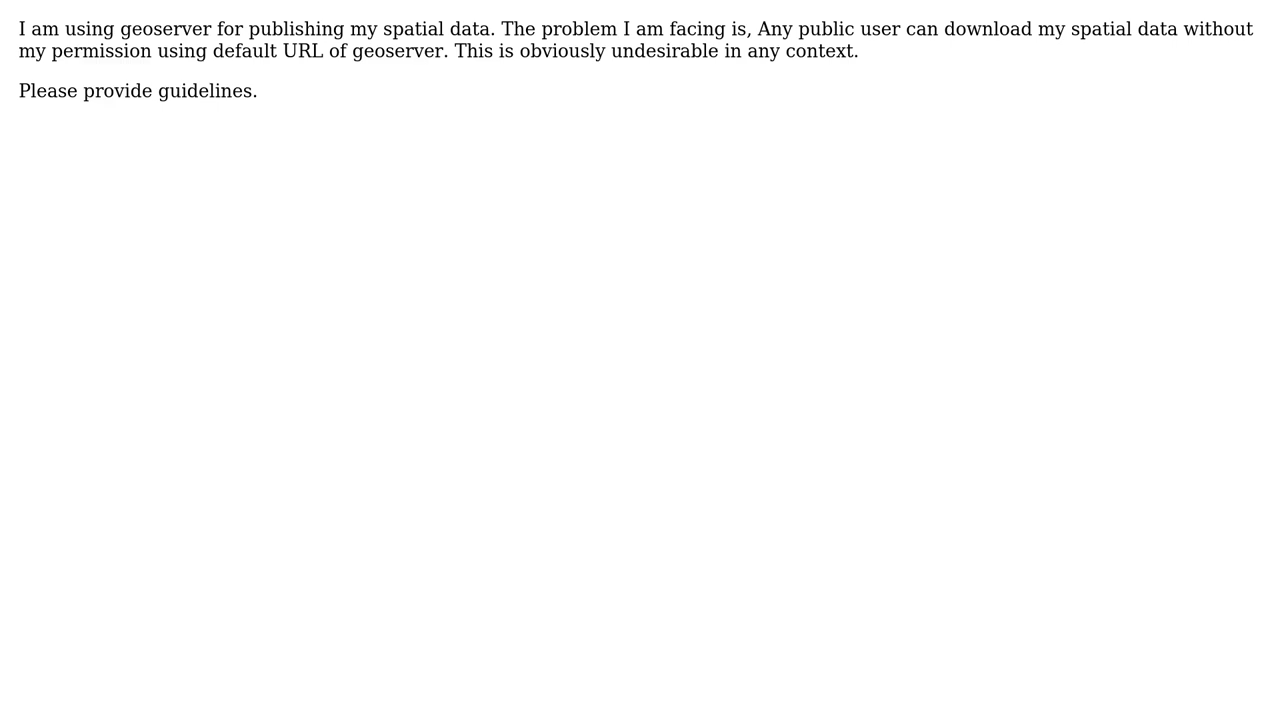 I am using geoserver for publishing my spatial data. The problem I am facing is, Any public user can download my spatial data without
my permission using default URL of geoserver. This is obviously undesirable in any context.
Please provide guidelines.